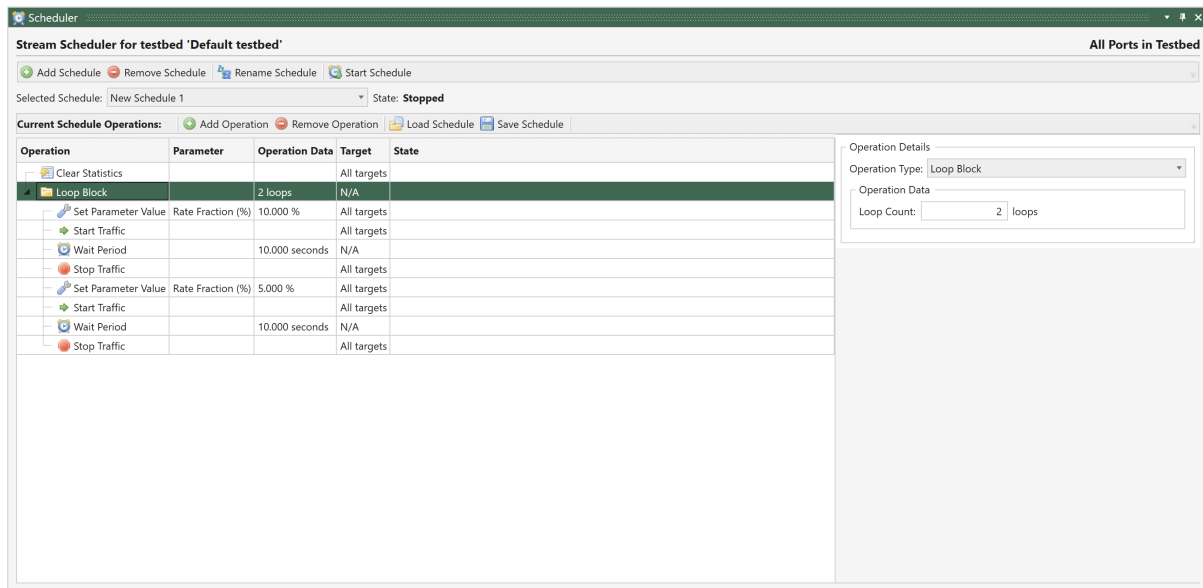 Scheduler
Stream Scheduler for testbed 'Default testbed' All Ports in Testbed
Add Schedule Remove Schedule Rename Schedule Start Schedule
Selected Schedule: New Schedule 1 State: Stopped
Current Schedule Operations: Add Operation Remove Operation Load Schedule Save Schedule
Operation Parameter Operation Data Target State
Clear Statistics All targets
Loop Block 2 loops N/A
Set Parameter Value Rate Fraction (%) 10.000 % All targets
Start Traffic All targets
Wait Period 10.000 seconds N/A
Stop Traffic All targets
Set Parameter Value Rate Fraction (%) 5.000 % All targets
Start Traffic All targets
Wait Period 10.000 seconds N/A
Stop Traffic All targets
Operation Details
Operation Type: Loop Block
Operation Data
Loop Count: 2 loops